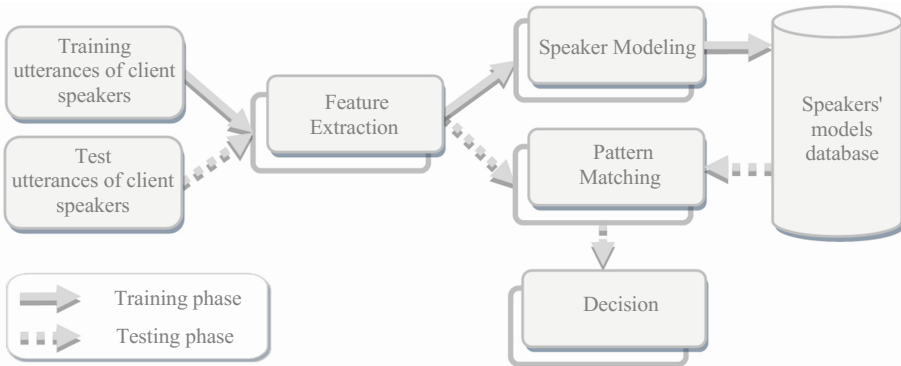 Training
utterances of client
speakers
Test
utterances of client
speakers
Feature
Extraction
Speaker Modeling
Pattern
Matching
Decision
Speakers'
models
database
Training phase
Testing phase